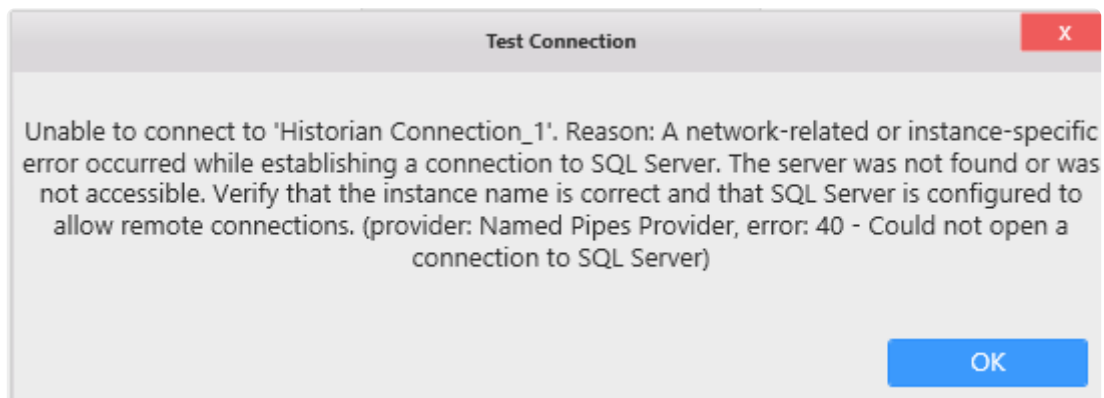 Test Connection
X
Unable to connect to 'Historian Connection_1'. Reason: A network-related or instance-specific
error occurred while establishing a connection to SQL Server. The server was not found or was
not accessible. Verify that the instance name is correct and that SQL Server is configured to
allow remote connections. (provider: Named Pipes Provider, error: 40 - Could not open a
connection to SQL Server)
OK